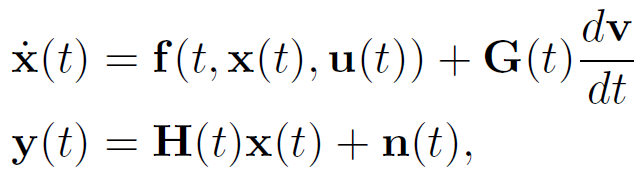 ẋ(t) = f(t, x(t), u(t)) + G(t) dv/dt
y(t) = H(t)x(t) + n(t),